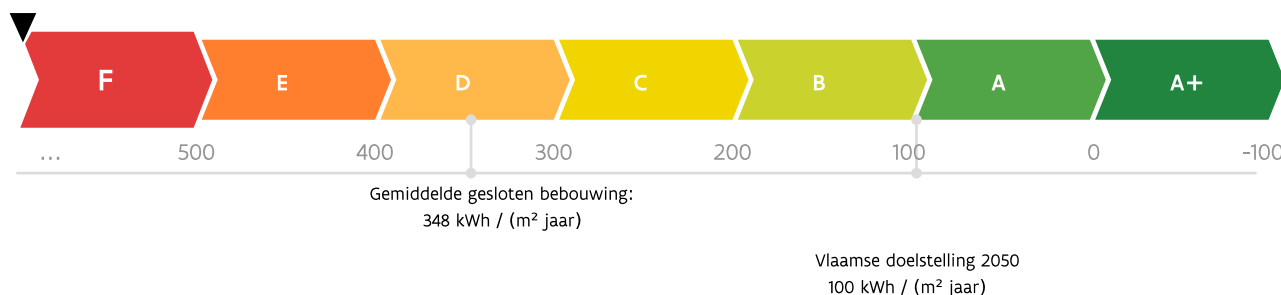 F E D C B A A+
... 500 400 300 200 100 0 -100
Gemiddelde gesloten bebouwing:
348 kWh / (m² jaar)
Vlaamse doelstelling 2050
100 kWh / (m² jaar)